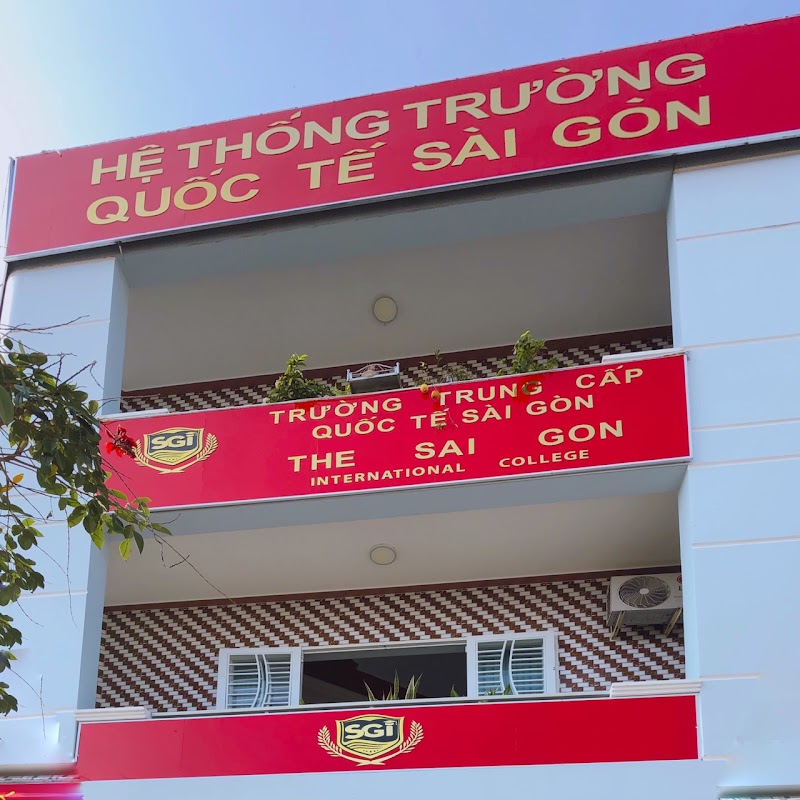 HỆ THỐNG TRƯỜNG
QUỐC TẾ SÀI GÒN
TRƯỜNG TRUNG CẤP
QUỐC TẾ SÀI GÒN
SGI
THE SAI GON
INTERNATIONAL COLLEGE
SGI